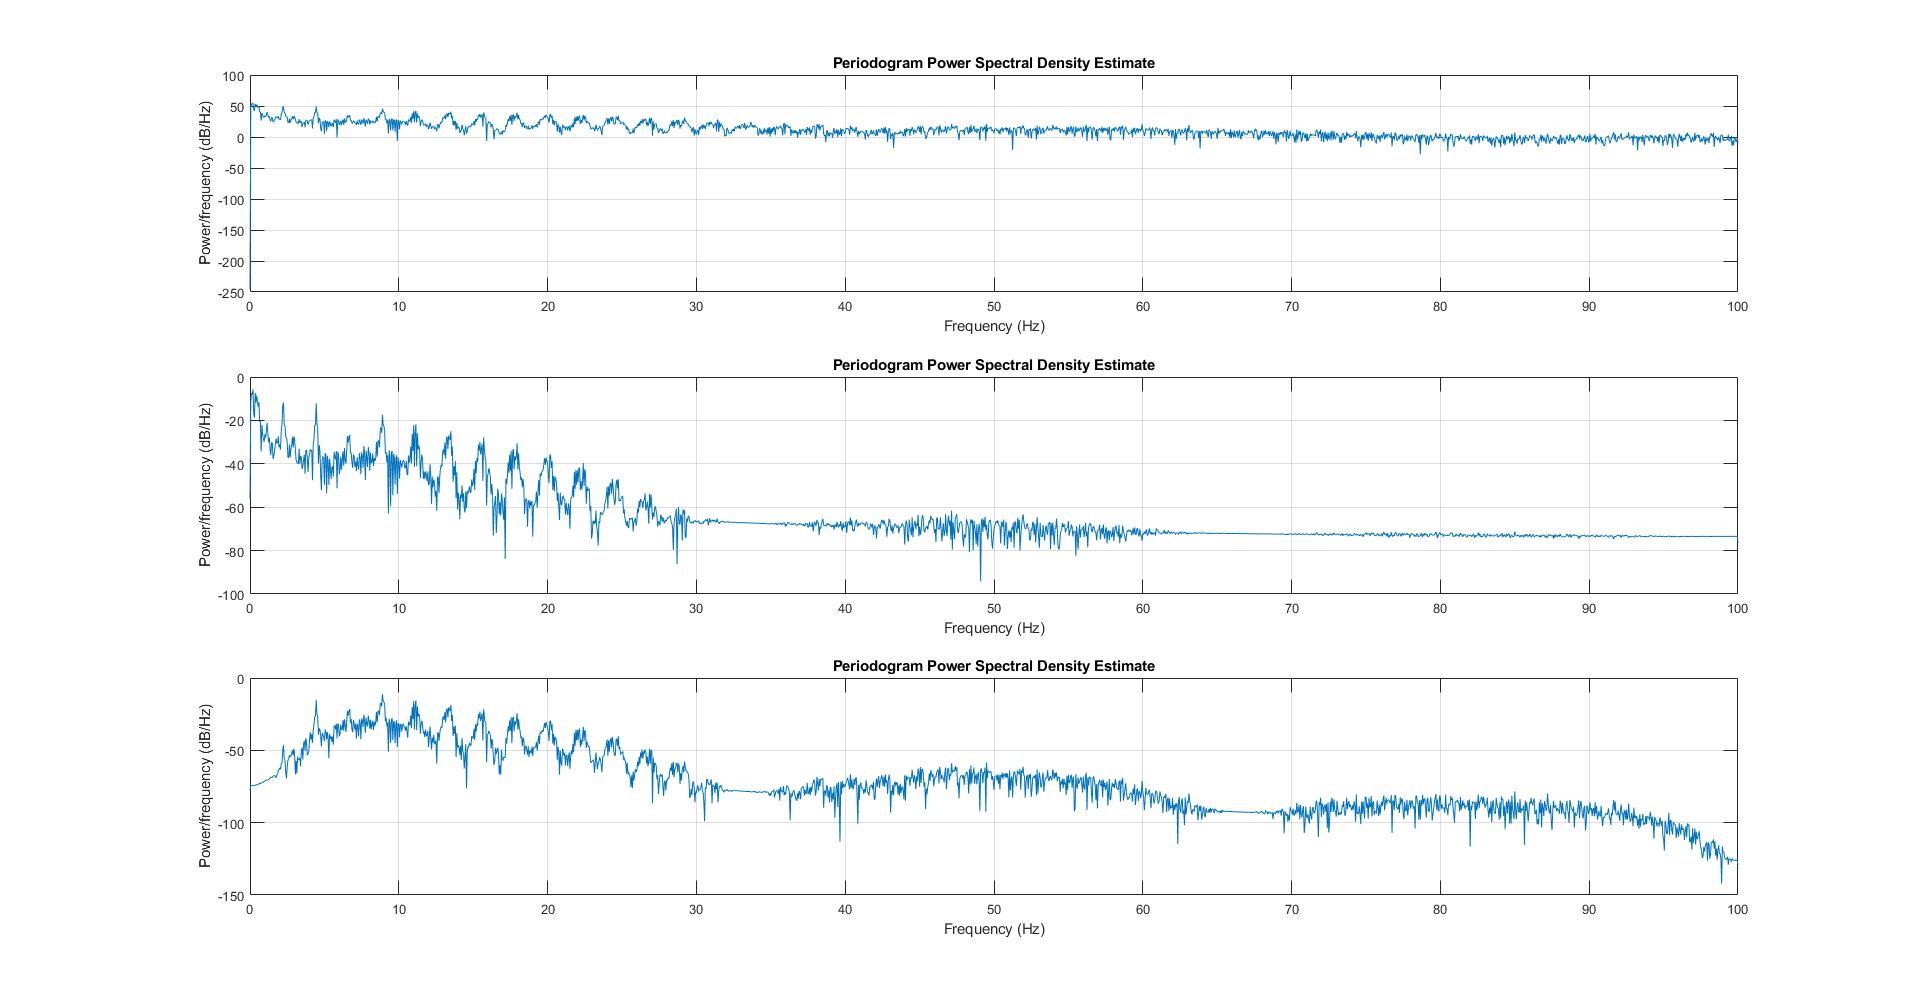 Periodogram Power Spectral Density Estimate
Power/frequency (dB/Hz)
100
50
0
-50
-100
-150
-200
-250
0 10 20 30 40 50 60 70 80 90 100
Frequency (Hz)
Periodogram Power Spectral Density Estimate
Power/frequency (dB/Hz)
0
-20
-40
-60
-80
-100
0 10 20 30 40 50 60 70 80 90 100
Frequency (Hz)
Periodogram Power Spectral Density Estimate
Power/frequency (dB/Hz)
0
-50
-100
-150
0 10 20 30 40 50 60 70 80 90 100
Frequency (Hz)